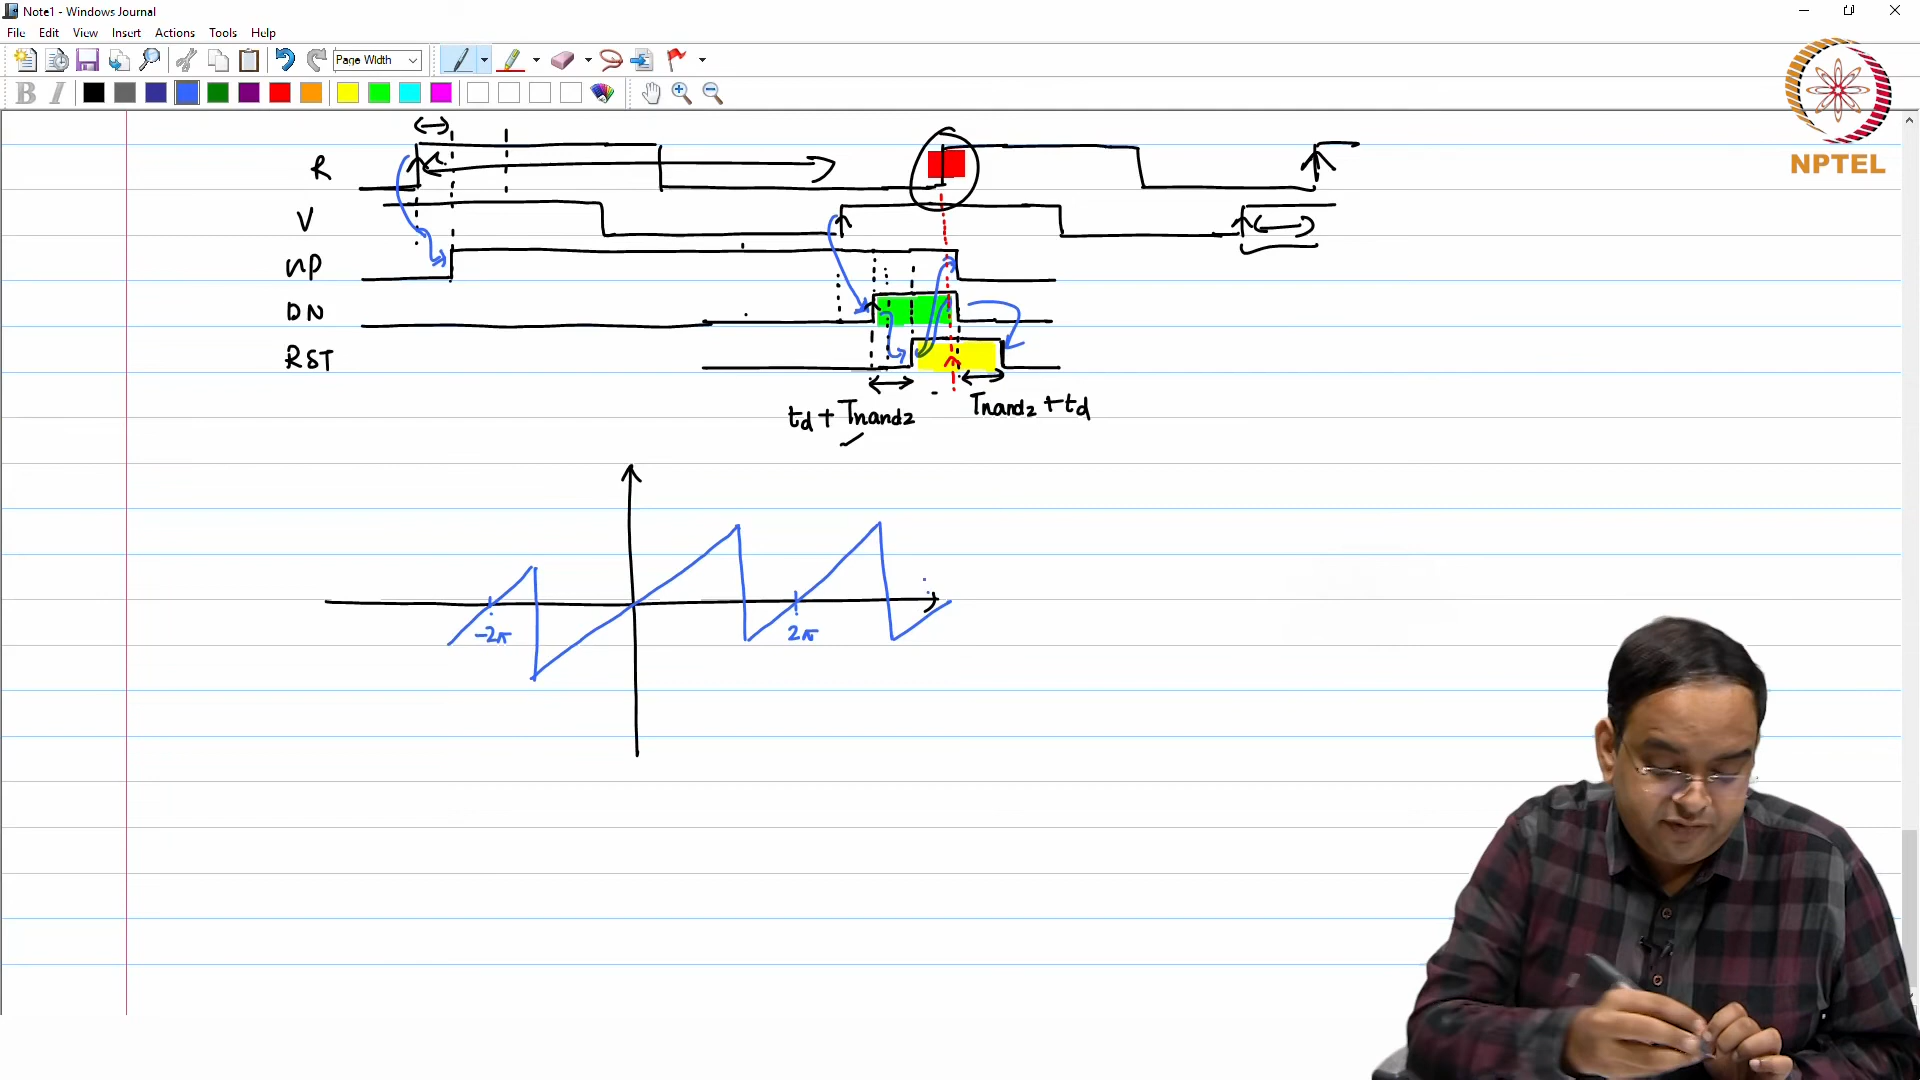 Note1 - Windows Journal
File Edit View Insert Actions Tools Help
Page Width
B I
NPTEL
R
V
UP
DN
RST
td + Tnand2
Tnand2 + td
-2π
2π